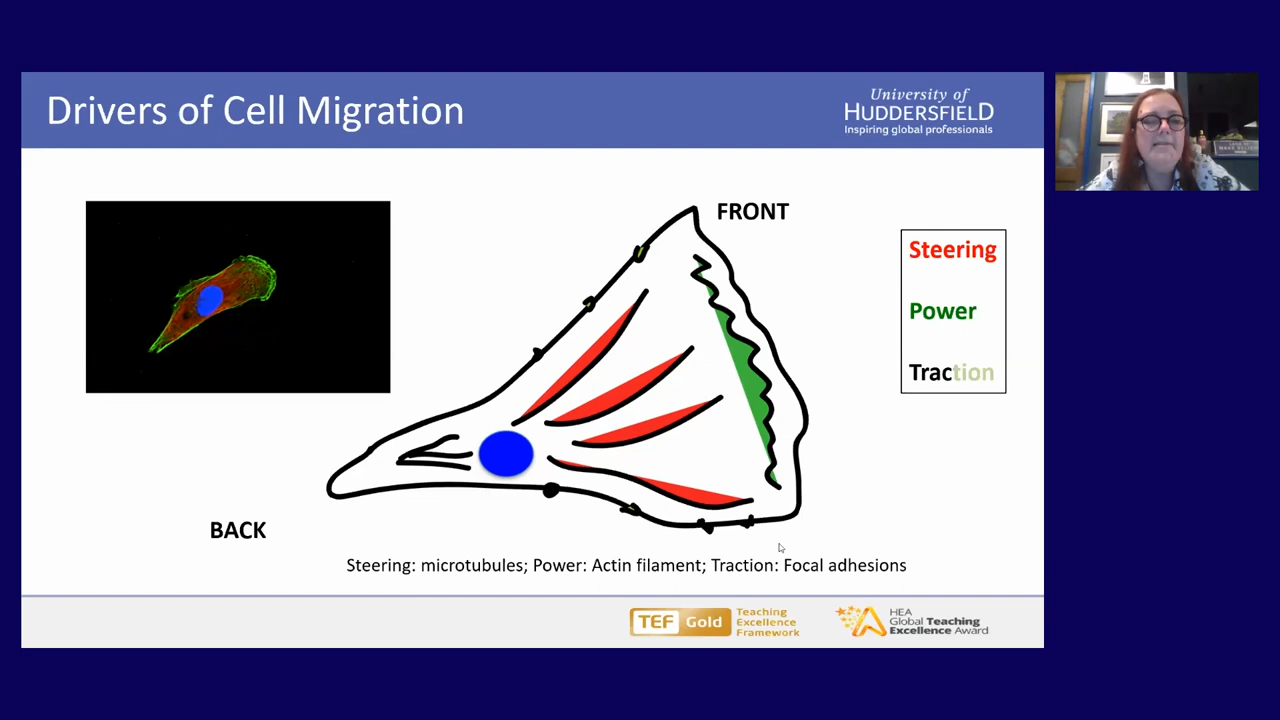 Drivers of Cell Migration
University of
HUDDERSFIELD
Inspiring global professionals
FRONT
Steering
Power
Traction
BACK
Steering: microtubules; Power: Actin filament; Traction: Focal adhesions
TEF Gold
Teaching
Excellence
Framework
HEA
Global Teaching
Excellence Award